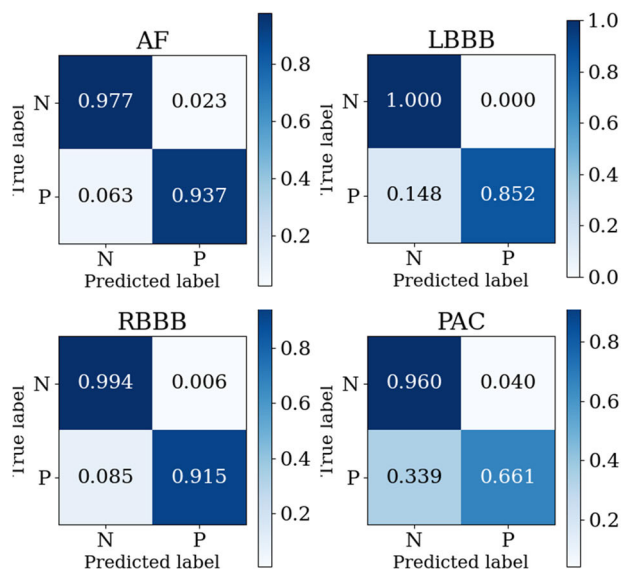 AF
True label
N
P
0.977 0.023
0.063 0.937
N P
Predicted label
0.8
0.6
0.4
0.2
LBBB
True label
N
P
1.000 0.000
0.148 0.852
N P
Predicted label
1.0
0.8
0.6
0.4
0.2
0.0
RBBB
True label
N
P
0.994 0.006
0.085 0.915
N P
Predicted label
0.8
0.6
0.4
0.2
PAC
True label
N
P
0.960 0.040
0.339 0.661
N P
Predicted label
0.8
0.6
0.4
0.2